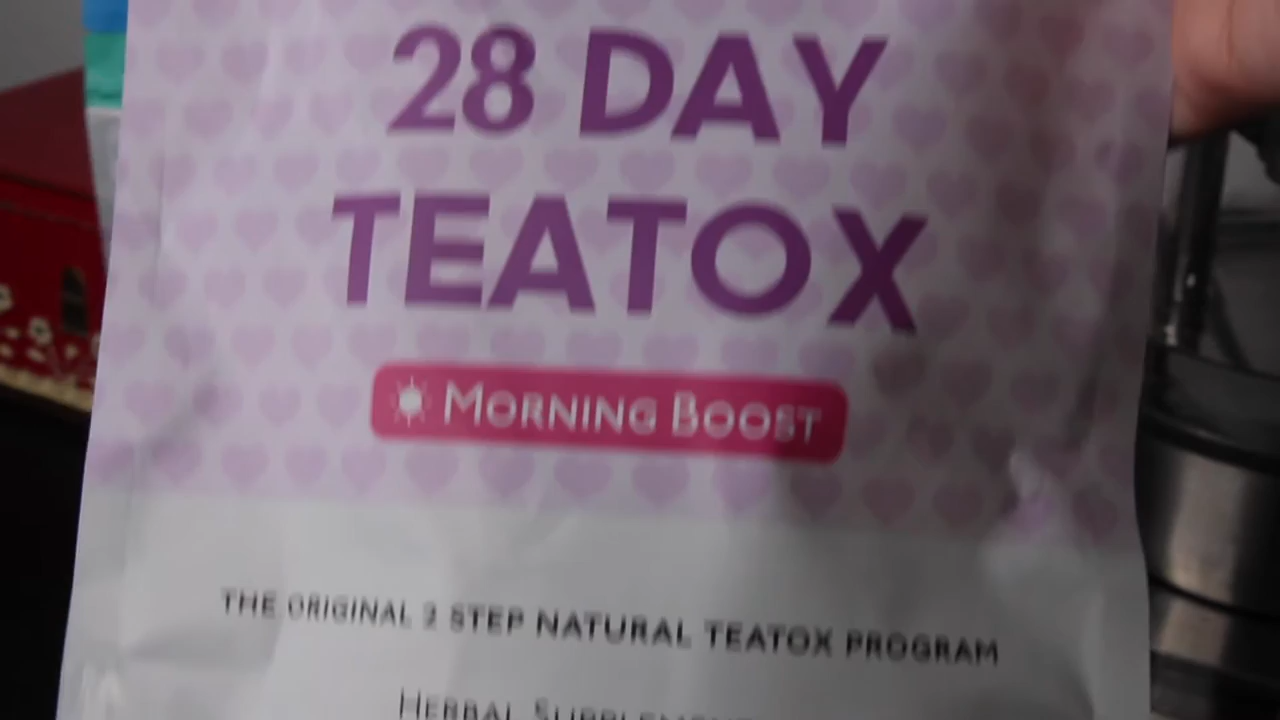 28 DAY
TEATOX
MORNING BOOST
THE ORIGINAL 2 STEP NATURAL TEATOX PROGRAM
HERBAL SUPPLEMENT